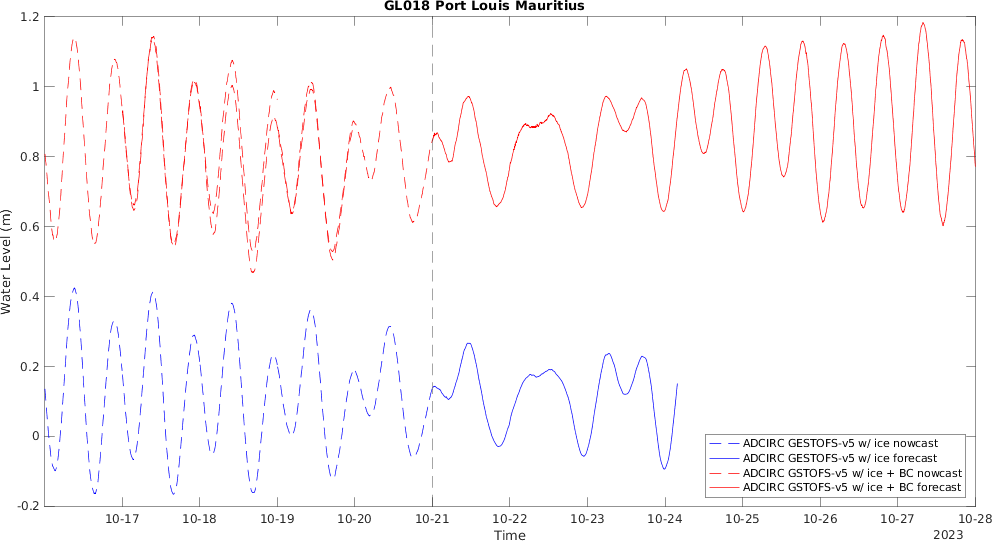 GL018 Port Louis Mauritius
Water Level (m)
1.2
1
0.8
0.6
0.4
0.2
0
-0.2
10-17 10-18 10-19 10-20 10-21 10-22 10-23 10-24 10-25 10-26 10-27 10-28
Time
2023
ADCIRC GESTOFS-v5 w/ ice nowcast
ADCIRC GESTOFS-v5 w/ ice forecast
ADCIRC GSTOFS-v5 w/ ice + BC nowcast
ADCIRC GSTOFS-v5 w/ ice + BC forecast